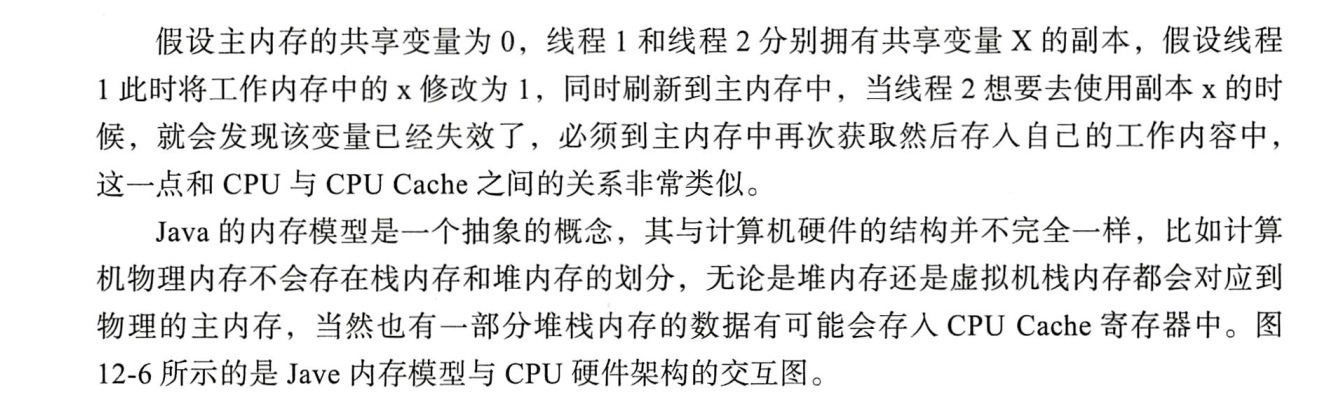 假设主内存的共享变量为 0，线程 1 和线程 2 分别拥有共享变量 X 的副本，假设线程
1 此时将工作内存中的 x 修改为 1，同时刷新到主内存中，当线程 2 想要去使用副本 x 的时
候，就会发现该变量已经失效了，必须到主内存中再次获取然后存入自己的工作内容中，
这一点和 CPU 与 CPU Cache 之间的关系非常类似。
Java 的内存模型是一个抽象的概念，其与计算机硬件的结构并不完全一样，比如计算
机物理内存不会存在栈内存和堆内存的划分，无论是堆内存还是虚拟机栈内存都会对应到
物理的主内存，当然也有一部分堆栈内存的数据有可能会存入 CPU Cache 寄存器中。图
12-6 所示的是 Jave 内存模型与 CPU 硬件架构的交互图。